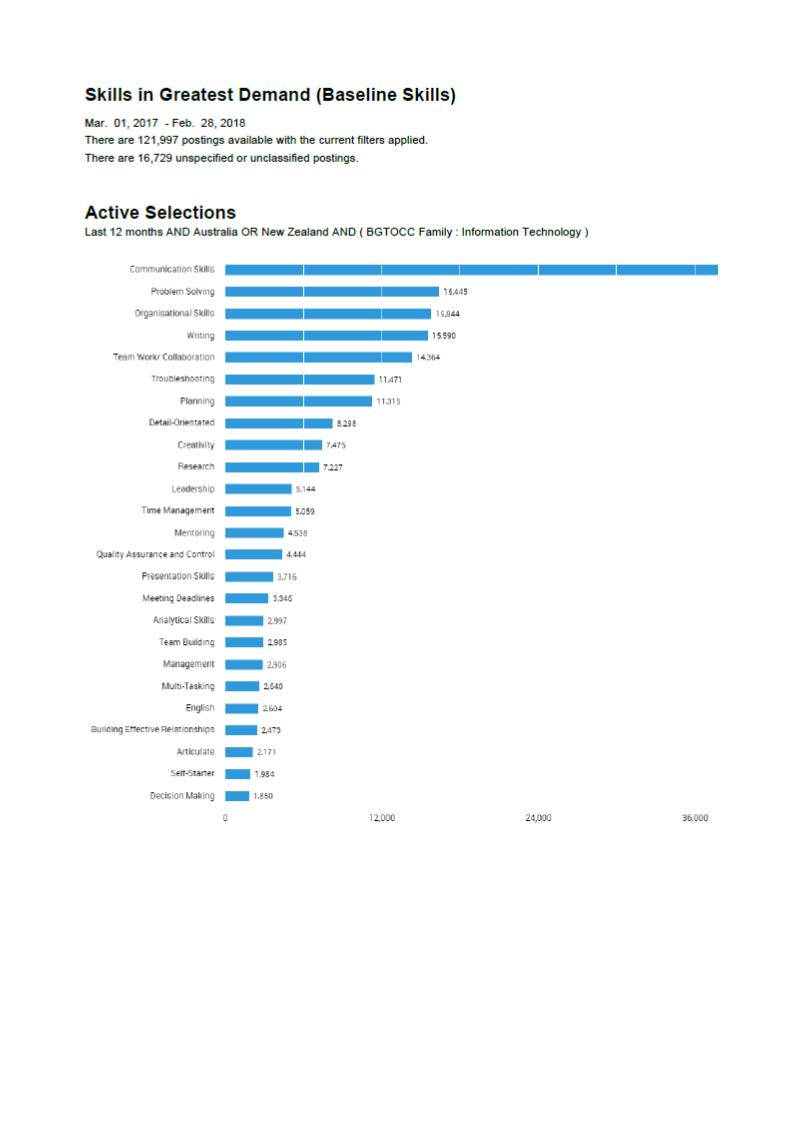 Skills in Greatest Demand (Baseline Skills)
Mar. 01, 2017 - Feb. 28, 2018
There are 121,997 postings available with the current filters applied.
There are 16,729 unspecified or unclassified postings.
Active Selections
Last 12 months AND Australia OR New Zealand AND ( BGTOCC Family : Information Technology )
Communication Skills
Problem Solving 16,445
Organisational Skills 15,844
Writing 15,590
Team Work/ Collaboration 14,364
Troubleshooting 11,471
Planning 11,315
Detail-Orientated 8,298
Creativity 7,475
Research 7,227
Leadership 5,144
Time Management 5,059
Mentoring 4,538
Quality Assurance and Control 4,444
Presentation Skills 3,716
Meeting Deadlines 3,346
Analytical Skills 2,997
Team Building 2,985
Management 2,906
Multi-Tasking 2,640
English 2,604
Building Effective Relationships 2,473
Articulate 2,171
Self-Starter 1,984
Decision Making 1,850
0 12,000 24,000 36,000